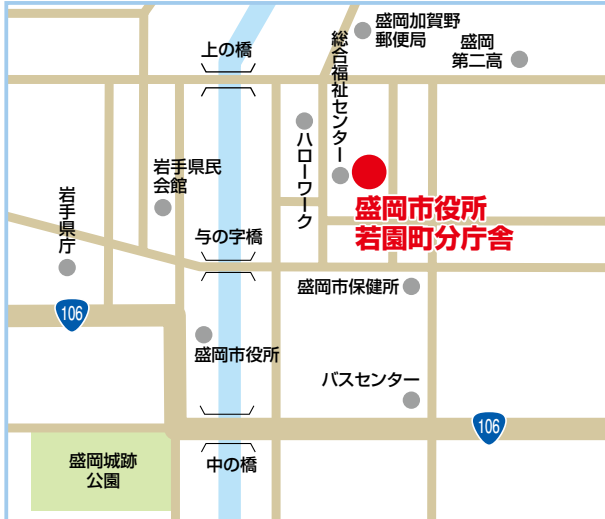 盛岡加賀野
郵便局
盛岡
第二高
上の橋
総合福祉センター
ハローワーク
岩手県民
会館
岩手県庁
盛岡市役所
若園町分庁舎
与の字橋
盛岡市保健所
106
盛岡市役所
バスセンター
106
盛岡城跡
公園
中の橋